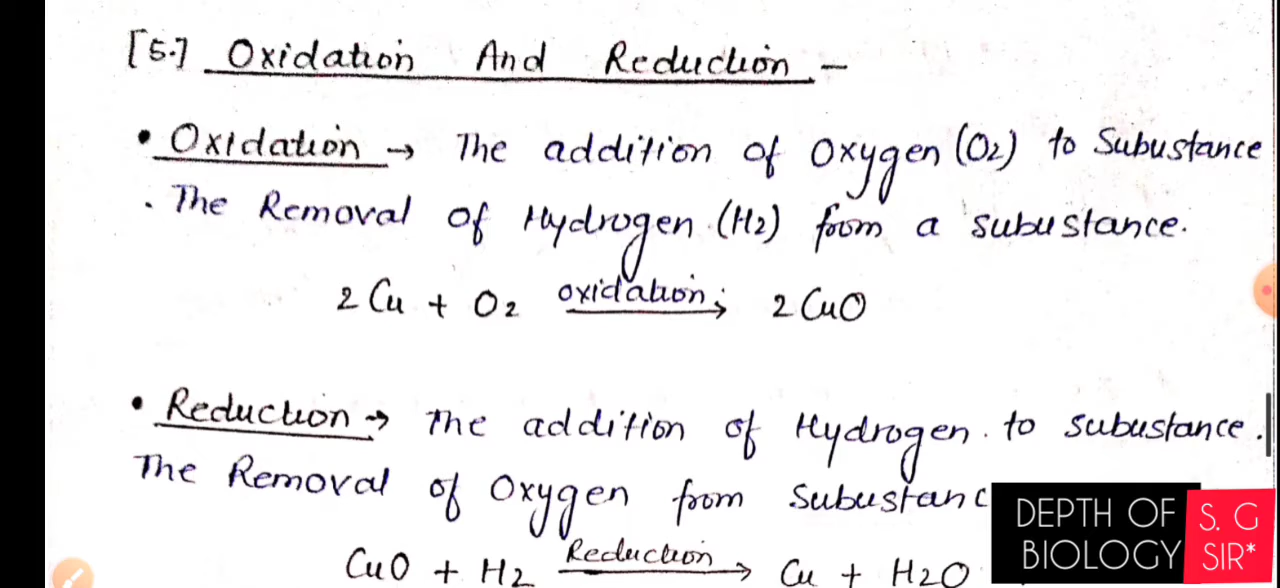 [5.] Oxidation And Reduction -
• Oxidation → The addition of Oxygen (O2) to Subustance
. The Removal of Hydrogen (H2) from a subustance.
2 Cu + O2 oxidation → 2 CuO
• Reduction → The addition of Hydrogen. to subustance.
The Removal of Oxygen from Subustanc
CuO + H2 Reduction → Cu + H2O
DEPTH OF BIOLOGY
S. G SIR*